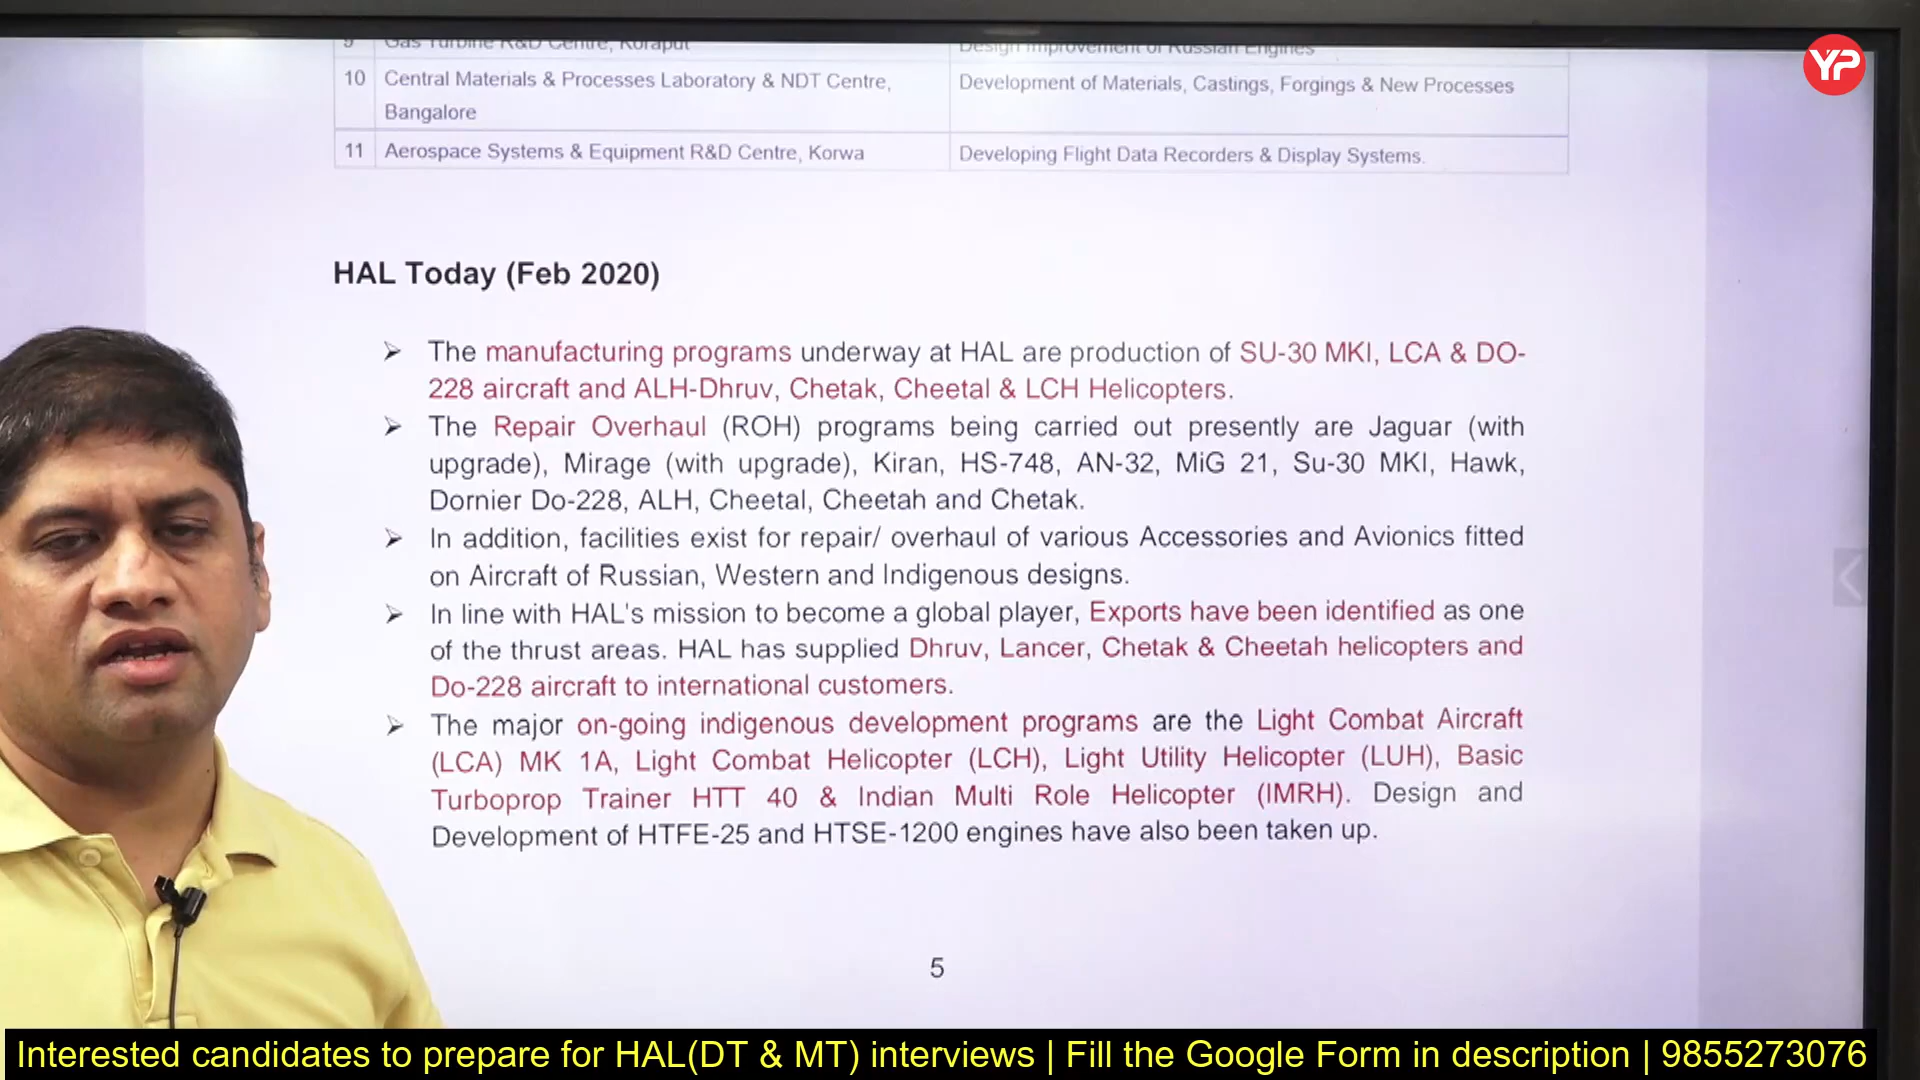 YP
9 Gas Turbine R&D Centre, Koraput Design Improvement of Russian Engines
10 Central Materials & Processes Laboratory & NDT Centre, Development of Materials, Castings, Forgings & New Processes
Bangalore
11 Aerospace Systems & Equipment R&D Centre, Korwa Developing Flight Data Recorders & Display Systems.
HAL Today (Feb 2020)
➢ The manufacturing programs underway at HAL are production of SU-30 MKI, LCA & DO-
228 aircraft and ALH-Dhruv, Chetak, Cheetal & LCH Helicopters.
➢ The Repair Overhaul (ROH) programs being carried out presently are Jaguar (with
upgrade), Mirage (with upgrade), Kiran, HS-748, AN-32, MiG 21, Su-30 MKI, Hawk,
Dornier Do-228, ALH, Cheetal, Cheetah and Chetak.
➢ In addition, facilities exist for repair/ overhaul of various Accessories and Avionics fitted
on Aircraft of Russian, Western and Indigenous designs.
➢ In line with HAL's mission to become a global player, Exports have been identified as one
of the thrust areas. HAL has supplied Dhruv, Lancer, Chetak & Cheetah helicopters and
Do-228 aircraft to international customers.
➢ The major on-going indigenous development programs are the Light Combat Aircraft
(LCA) MK 1A, Light Combat Helicopter (LCH), Light Utility Helicopter (LUH), Basic
Turboprop Trainer HTT 40 & Indian Multi Role Helicopter (IMRH). Design and
Development of HTFE-25 and HTSE-1200 engines have also been taken up.
5
Interested candidates to prepare for HAL(DT & MT) interviews | Fill the Google Form in description | 9855273076